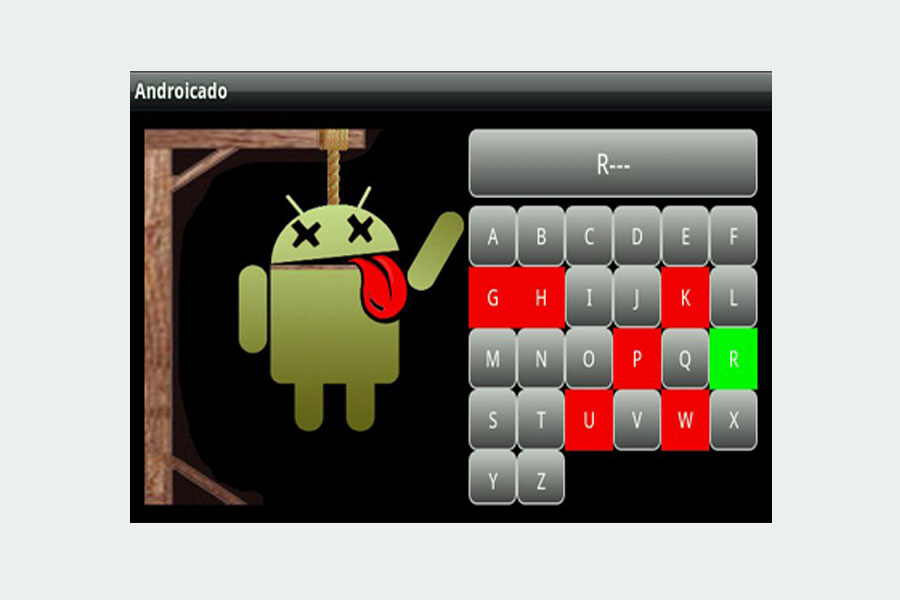 Androicado
R---
A B C D E F
G H I J K L
M N O P Q R
S T U V W X
Y Z